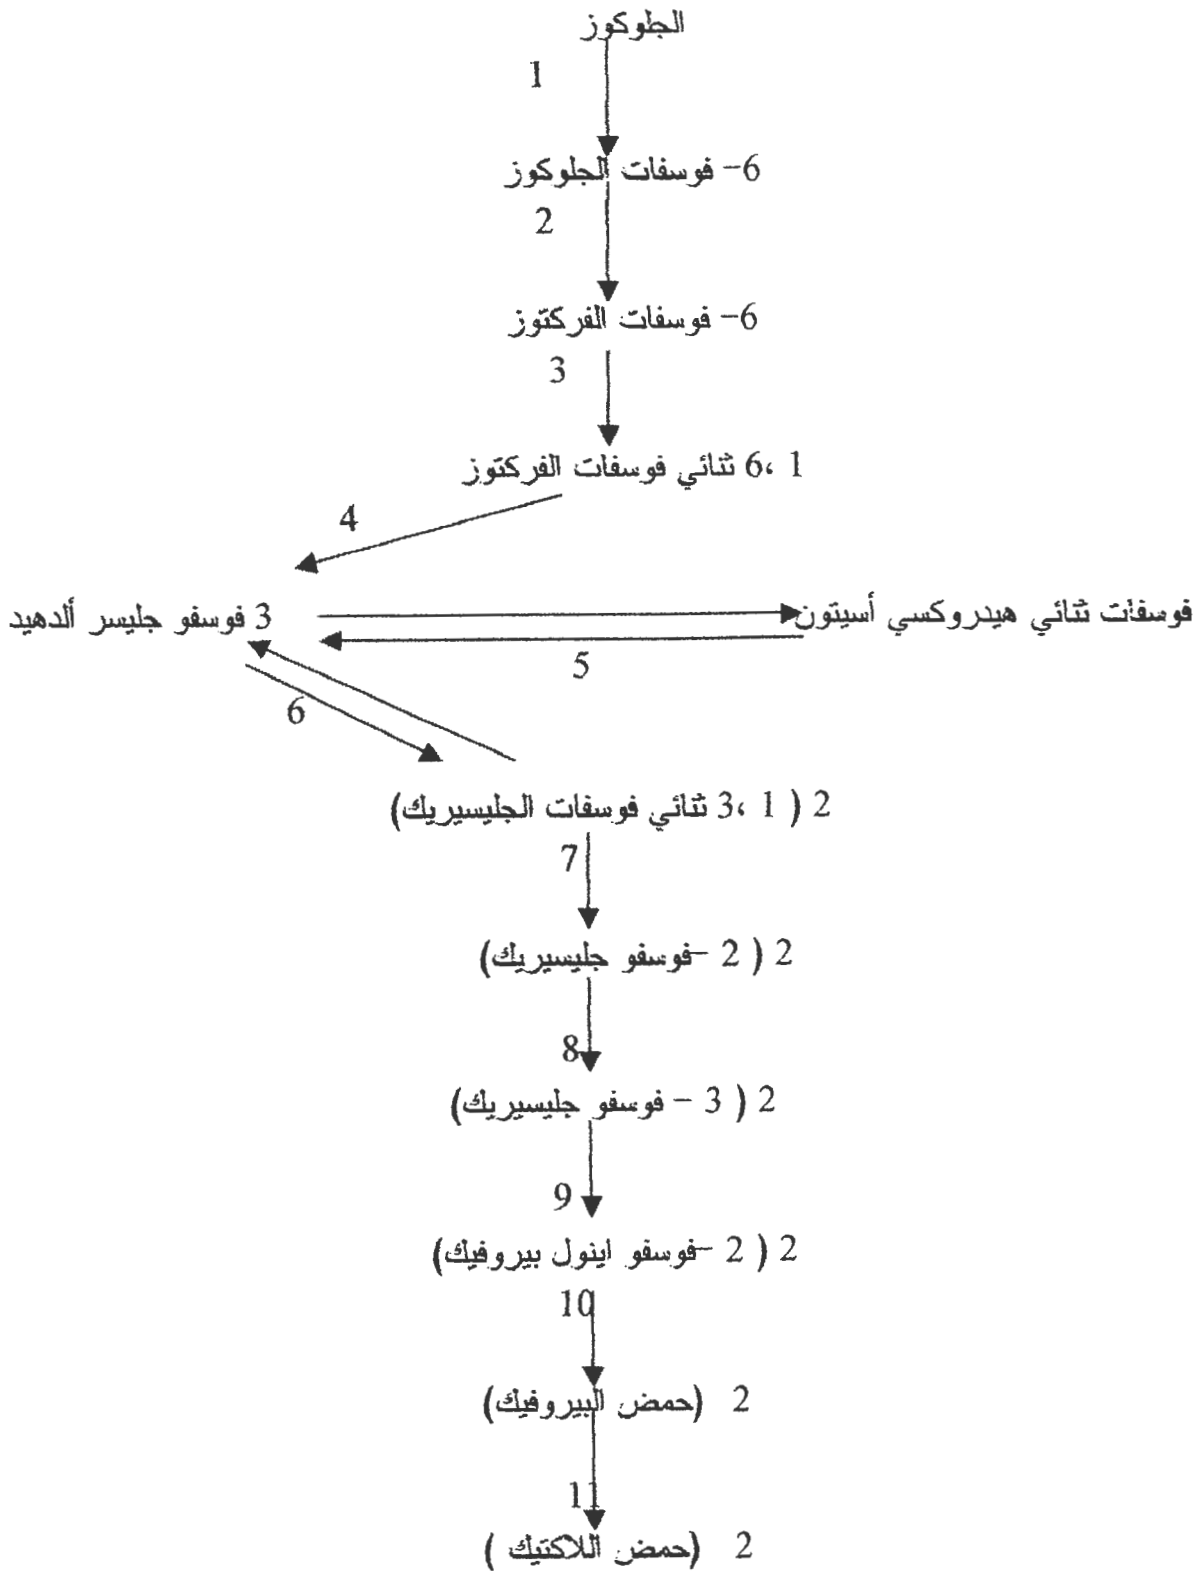 الجلوكوز
1
6- فوسفات الجلوكوز
2
6- فوسفات الفركتوز
3
1 ،6 ثنائي فوسفات الفركتوز
4
فوسفات ثنائي هيدروكسي أسيتون
3 فوسفو جليسر ألدهيد
5
6
2 ( 1 ،3 ثنائي فوسفات الجليسيريك)
7
2 ( 2 -فوسفو جليسيريك)
8
2 ( 3 - فوسفو جليسيريك)
9
2 ( 2 -فوسفو اينول بيروفيك)
10
2 (حمض البيروفيك)
11
2 (حمض اللاكتيك )